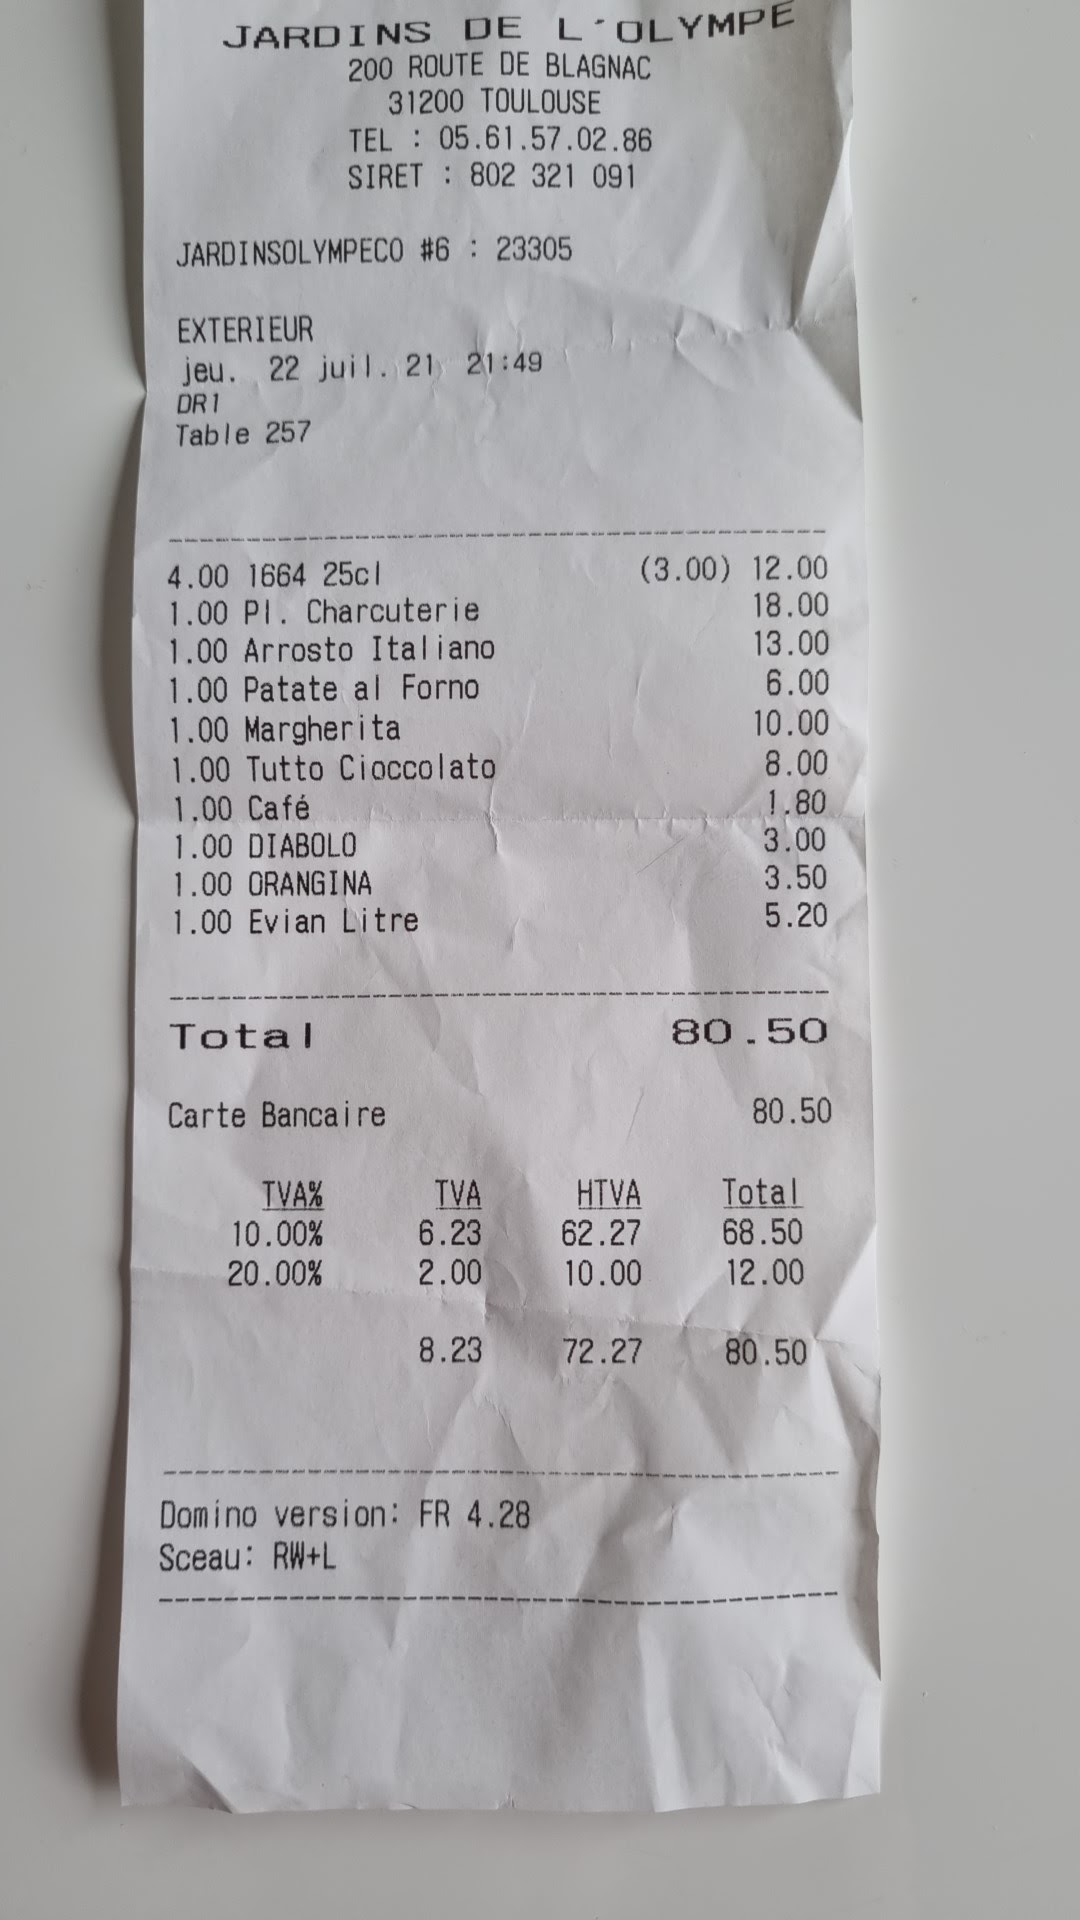 JARDINS DE L'OLYMPE
200 ROUTE DE BLAGNAC
31200 TOULOUSE
TEL : 05.61.57.02.86
SIRET : 802 321 091
JARDINSOLYMPECO #6 : 23305
EXTERIEUR
jeu. 22 juil. 21 21:49
DR1
Table 257
4.00 1664 25cl (3.00) 12.00
1.00 Pl. Charcuterie 18.00
1.00 Arrosto Italiano 13.00
1.00 Patate al Forno 6.00
1.00 Margherita 10.00
1.00 Tutto Cioccolato 8.00
1.00 Café 1.80
1.00 DIABOLO 3.00
1.00 ORANGINA 3.50
1.00 Evian Litre 5.20
Total 80.50
Carte Bancaire 80.50
TVA% TVA HTVA Total
10.00% 6.23 62.27 68.50
20.00% 2.00 10.00 12.00
8.23 72.27 80.50
Domino version: FR 4.28
Sceau: RW+L